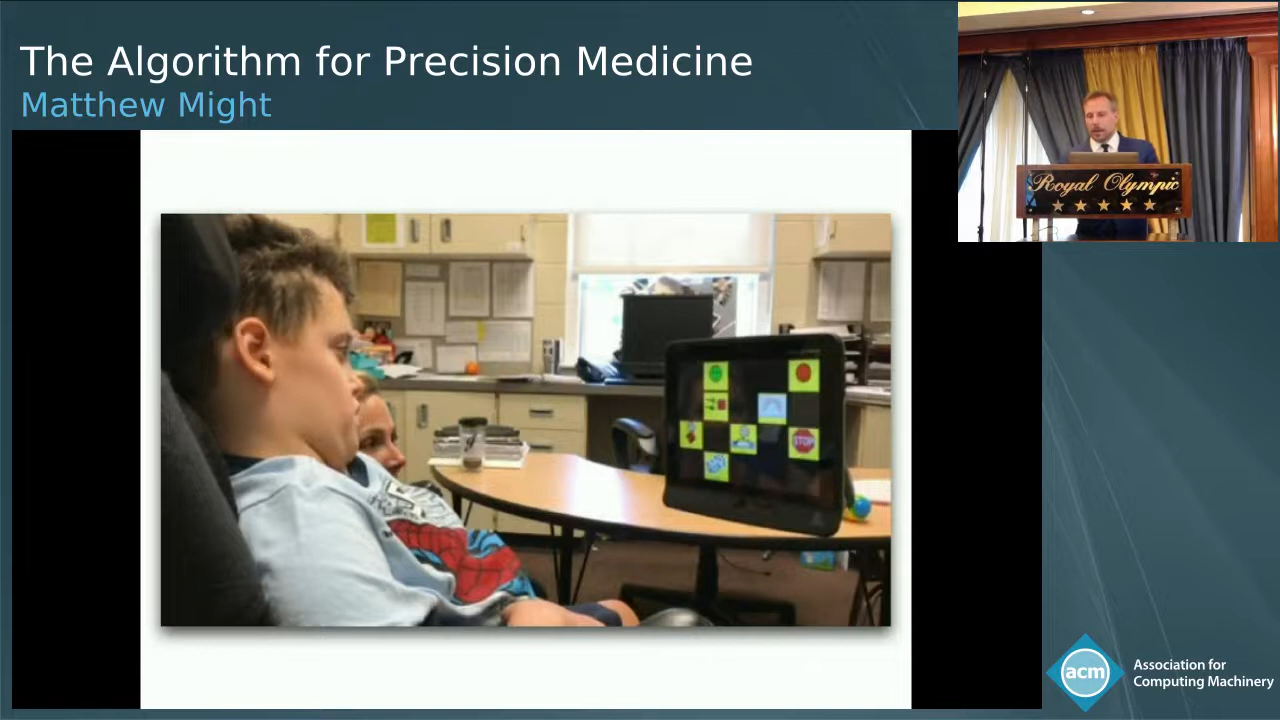 The Algorithm for Precision Medicine
Matthew Might
Royal Olympic
STOP
acm
Association for
Computing Machinery